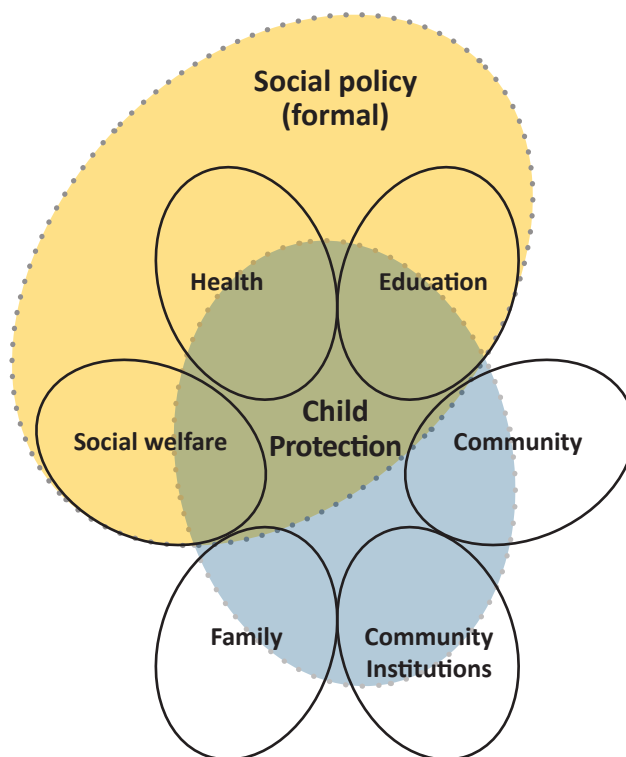 Social policy
(formal)
Health
Education
Child
Protection
Social welfare
Community
Family
Community
Institutions